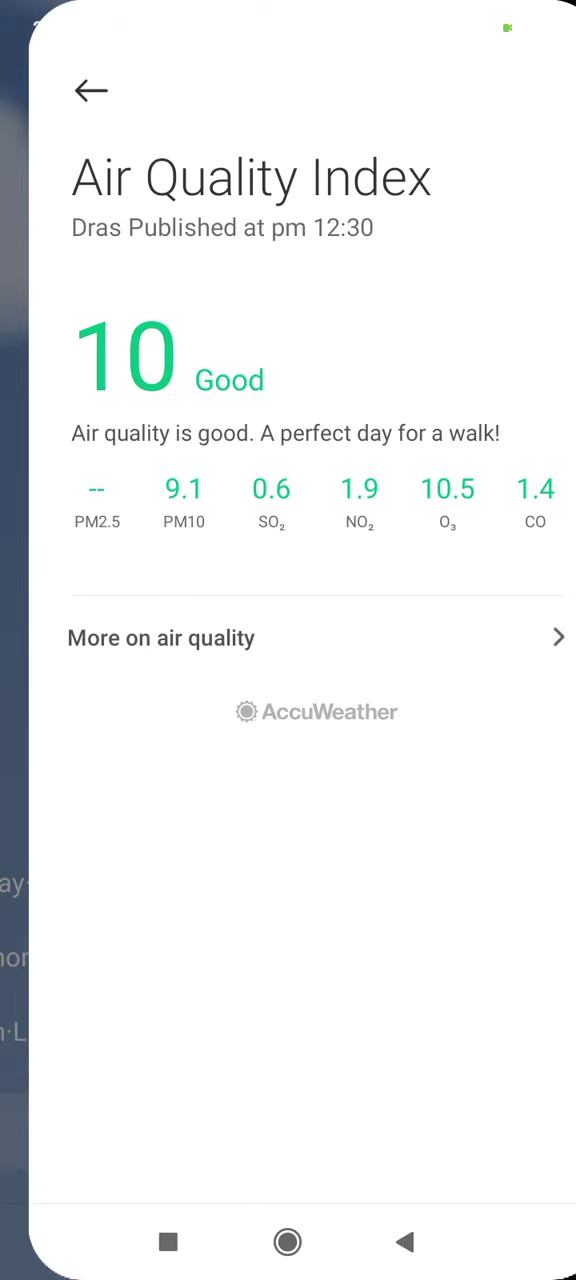 Air Quality Index
Dras Published at pm 12:30
10 Good
Air quality is good. A perfect day for a walk!
-- 9.1 0.6 1.9 10.5 1.4
PM2.5 PM10 SO₂ NO₂ O₃ CO
More on air quality
AccuWeather